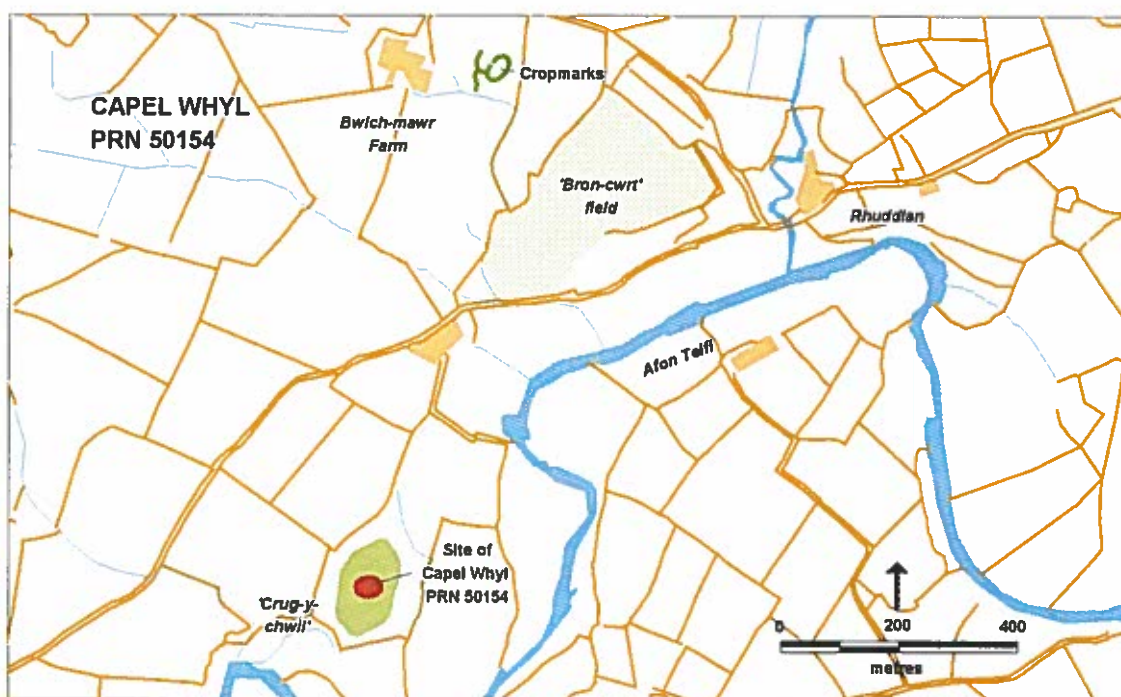 CAPEL WHYL
PRN 50154
Cropmarks
Bwlch-mawr
Farm
'Bron-cwrt'
field
Rhuddlan
Afon Teifi
Site of
Capel Whyl
PRN 50154
'Crug-y-
chwil'
0 200 400
metres